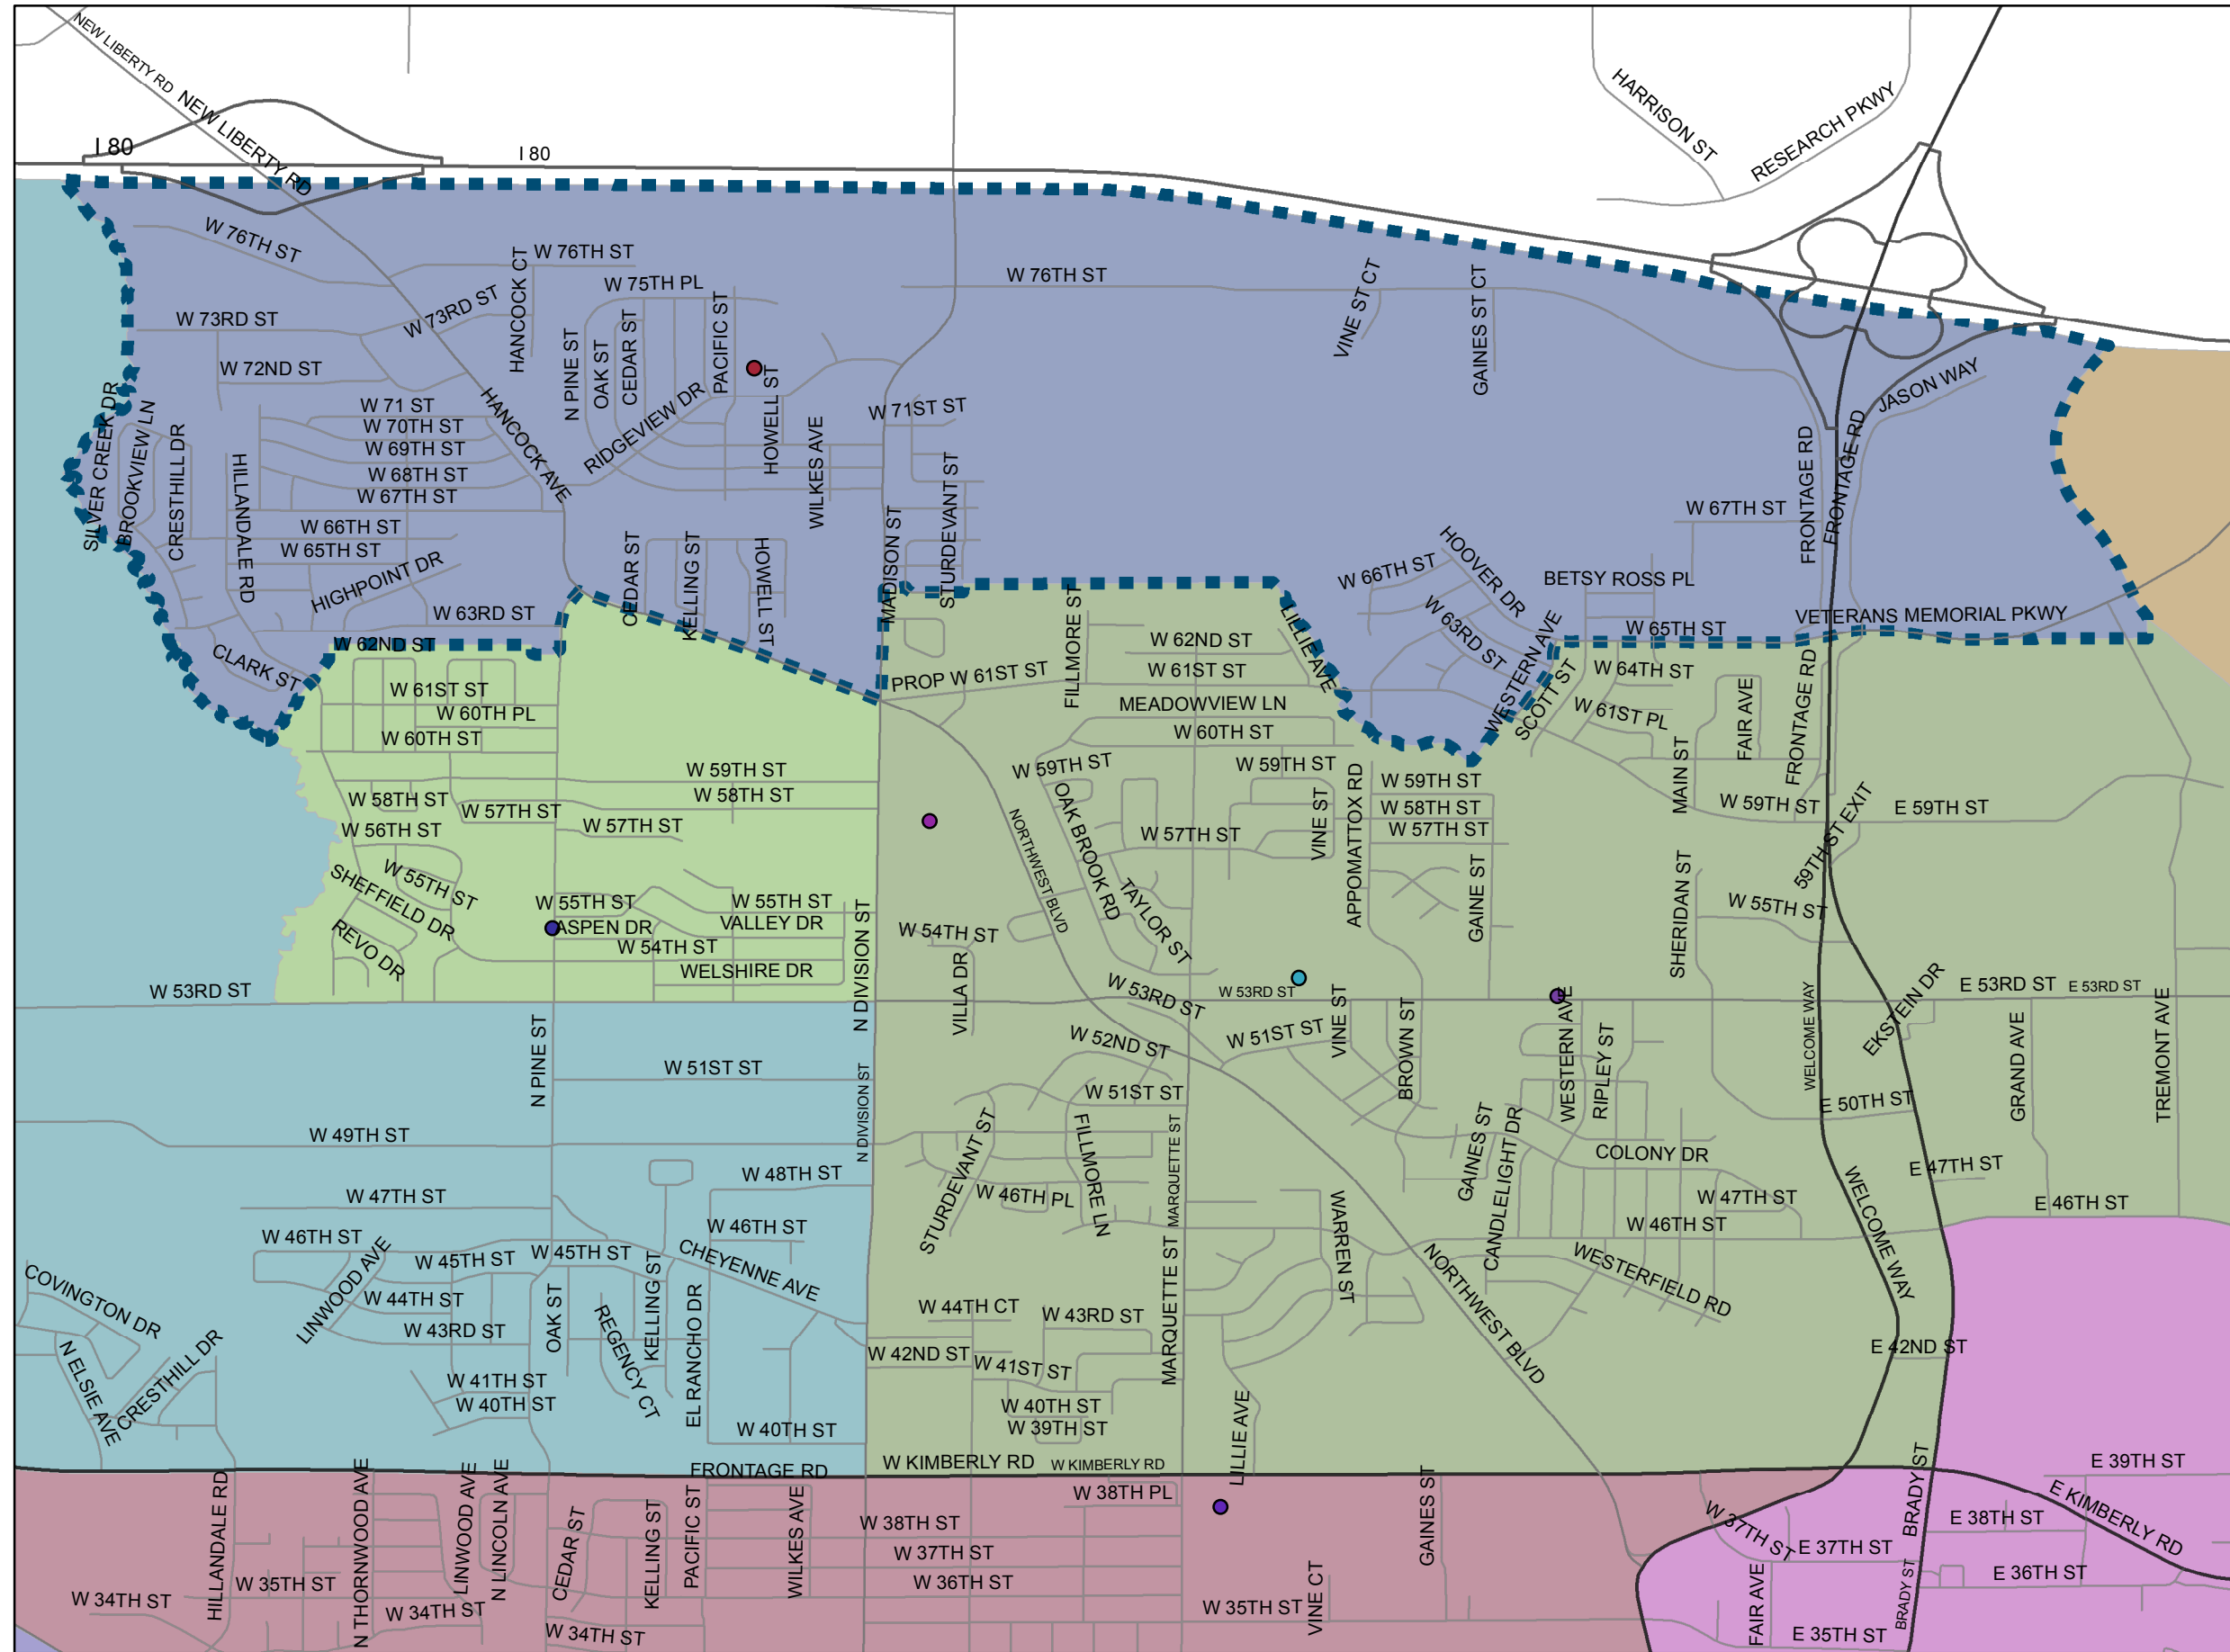 NEW LIBERTY RD
NEW LIBERTY RD
HARRISON ST
RESEARCH PKWY
I 80
I 80
W 76TH ST
W 76TH ST
W 76TH ST
HANCOCK CT
W 75TH PL
VINE ST CT
GAINES ST CT
W 73RD ST
W 73RD ST
N PINE ST
OAK ST
CEDAR ST
PACIFIC ST
W 72ND ST
JASON WAY
HANCOCK AVE
RIDGEVIEW DR
HOWELL ST
W 71 ST
W 71ST ST
W 70TH ST
W 69TH ST
W 68TH ST
W 67TH ST
SILVER CREEK DR
BROOKVIEW LN
CRESTHILL DR
HILLANDALE RD
WILKES AVE
STURDEVANT ST
MADISON ST
FRONTAGE RD
FRONTAGE RD
W 67TH ST
W 66TH ST
W 65TH ST
HIGHPOINT DR
CEDAR ST
KELLING ST
HOWELL ST
W 66TH ST
HOOVER DR
BETSY ROSS PL
W 63RD ST
W 63RD ST
W 65TH ST
VETERANS MEMORIAL PKWY
W 62ND ST
CLARK ST
FILLMORE ST
W 62ND ST
LILLIE AVE
WESTERN AVE
SCOTT ST
W 64TH ST
W 61ST ST
PROP W 61ST ST
W 61ST ST
W 61ST PL
FAIR AVE
FRONTAGE RD
W 60TH PL
MEADOWVIEW LN
W 60TH ST
W 60TH ST
MAIN ST
W 59TH ST
W 59TH ST
W 59TH ST
W 59TH ST
W 59TH ST
E 59TH ST
59TH ST EXIT
W 58TH ST
W 58TH ST
W 58TH ST
W 57TH ST
W 57TH ST
W 57TH ST
W 57TH ST
OAK BROOK RD
NORTHWEST BLVD
VINE ST
APPOMATTOX RD
W 56TH ST
W 55TH ST
SHEFFIELD DR
REVO DR
W 55TH ST
W 55TH ST
ASPEN DR
VALLEY DR
W 54TH ST
WELSHIRE DR
N DIVISION ST
W 54TH ST
VILLA DR
TAYLOR ST
GAINE ST
SHERIDAN ST
W 55TH ST
W 53RD ST
W 53RD ST
W 53RD ST
E 53RD ST
E 53RD ST
EKSTEIN DR
WELCOME WAY
GRAND AVE
TREMONT AVE
N PINE ST
W 51ST ST
N DIVISION ST
W 52ND ST
W 51ST ST
W 51ST ST
VINE ST
BROWN ST
WESTERN AVE
RIPLEY ST
E 50TH ST
W 49TH ST
STURDEVANT ST
FILLMORE LN
MARQUETTE ST
GAINES ST
CANDLELIGHT DR
COLONY DR
E 47TH ST
W 48TH ST
W 47TH ST
W 46TH PL
W 47TH ST
E 46TH ST
W 46TH ST
W 46TH ST
W 46TH ST
WARREN ST
WELCOME WAY
W 45TH ST
W 45TH ST
CHEYENNE AVE
MARQUETTE ST
NORTHWEST BLVD
WESTERFIELD RD
COVINGTON DR
LINWOOD AVE
W 44TH ST
W 43RD ST
OAK ST
REGENCY CT
KELLING ST
EL RANCHO DR
W 44TH CT
W 43RD ST
N ELSIE AVE
CRESTHILL DR
W 42ND ST
W 41ST ST
E 42ND ST
W 41TH ST
W 40TH ST
W 40TH ST
W 40TH ST
W 39TH ST
LILLIE AVE
FRONTAGE RD
W KIMBERLY RD
W KIMBERLY RD
BRADY ST
E 39TH ST
E KIMBERLY RD
HILLANDALE RD
N THORNWOOD AVE
LINWOOD AVE
N LINCOLN AVE
CEDAR ST
KELLING ST
PACIFIC ST
WILKES AVE
W 38TH PL
W 38TH ST
GAINES ST
W 37TH ST
E 38TH ST
W 37TH ST
E 37TH ST
W 36TH ST
E 36TH ST
W 35TH ST
W 35TH ST
VINE CT
FAIR AVE
BRADY ST
W 34TH ST
W 34TH ST
W 34TH ST
E 35TH ST